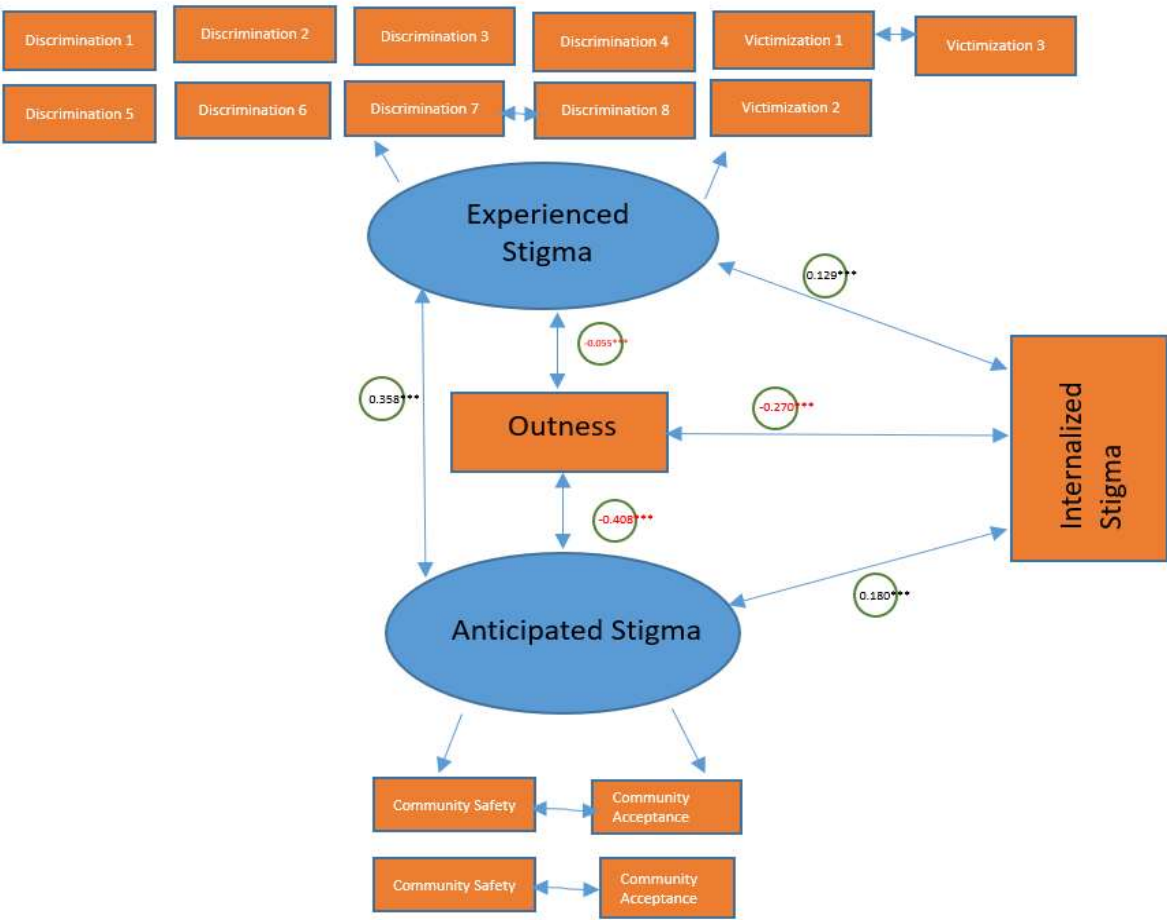 Discrimination 1
Discrimination 2
Discrimination 3
Discrimination 4
Victimization 1
Victimization 3
Discrimination 5
Discrimination 6
Discrimination 7
Discrimination 8
Victimization 2
Experienced
Stigma
0.129***
-0.055***
0.358***
-0.270***
Outness
Internalized
Stigma
-0.408***
0.180***
Anticipated Stigma
Community Safety
Community
Acceptance
Community Safety
Community
Acceptance